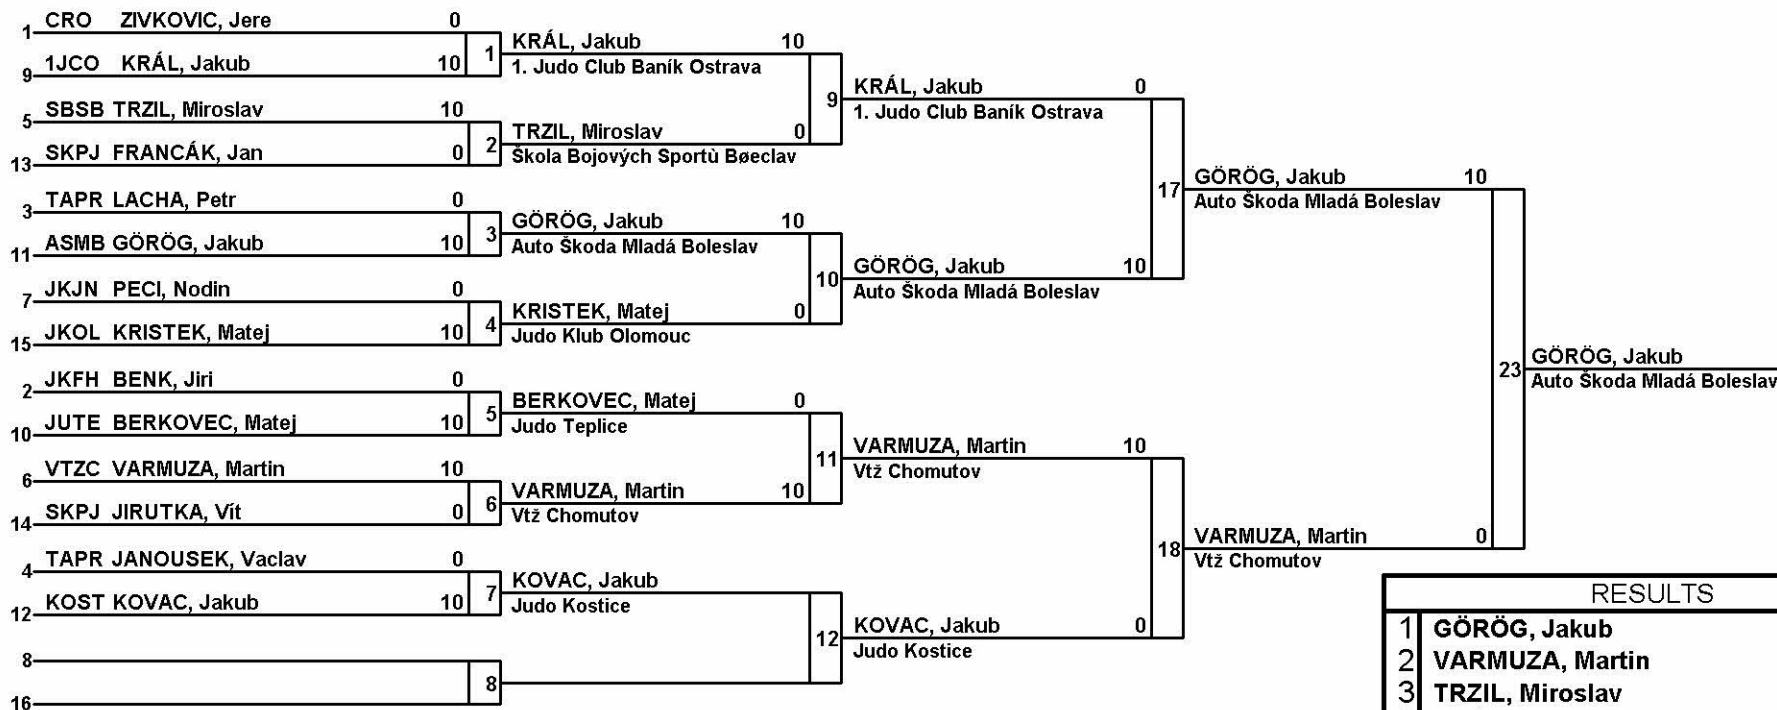 1 CRO ZIVKOVIC, Jere 0
9 1JCO KRÁL, Jakub 10
1
5 SBSB TRZIL, Miroslav 10
13 SKPJ FRANCÁK, Jan 0
2
3 TAPR LACHA, Petr 0
11 ASMB GÖRÖG, Jakub 10
3
7 JKJN PECI, Nodin 0
15 JKOL KRISTEK, Matej 10
4
2 JKFH BENK, Jiri 0
10 JUTE BERKOVEC, Matej 10
5
6 VTZC VARMUZA, Martin 10
14 SKPJ JIRUTKA, Vít 0
6
4 TAPR JANOUSEK, Vaclav 0
12 KOST KOVAC, Jakub 10
7
8
16
8
KRÁL, Jakub 10
1. Judo Club Baník Ostrava
9
TRZIL, Miroslav 0
Škola Bojových Sportù Bøeclav
GÖRÖG, Jakub 10
Auto Škoda Mladá Boleslav
10
KRISTEK, Matej 0
Judo Klub Olomouc
BERKOVEC, Matej 0
Judo Teplice
11
VARMUZA, Martin 10
Vtž Chomutov
KOVAC, Jakub
Judo Kostice
12
KRÁL, Jakub 0
1. Judo Club Baník Ostrava
17
GÖRÖG, Jakub 10
Auto Škoda Mladá Boleslav
VARMUZA, Martin 10
Vtž Chomutov
18
KOVAC, Jakub 0
Judo Kostice
GÖRÖG, Jakub 10
Auto Škoda Mladá Boleslav
23
VARMUZA, Martin 0
Vtž Chomutov
GÖRÖG, Jakub
Auto Škoda Mladá Boleslav
RESULTS
1 GÖRÖG, Jakub
2 VARMUZA, Martin
3 TRZIL, Miroslav